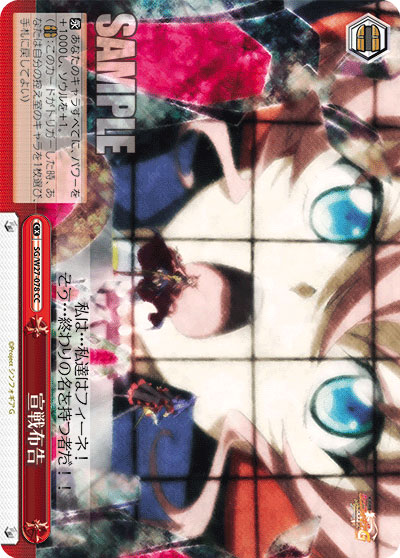 SAMPLE
永 あなたのキャラすべてに、パワーを
+1000し、ソウルを+1。
(:このカードがトリガーした時、あ
なたは自分の控え室のキャラを1枚選び、
手札に戻してよい)
私は…私達はフィーネ!
そう…終わりの名を持つ者だ!!
CX SG/W27-078 CC
宣戦布告
©Project シンフォギアG